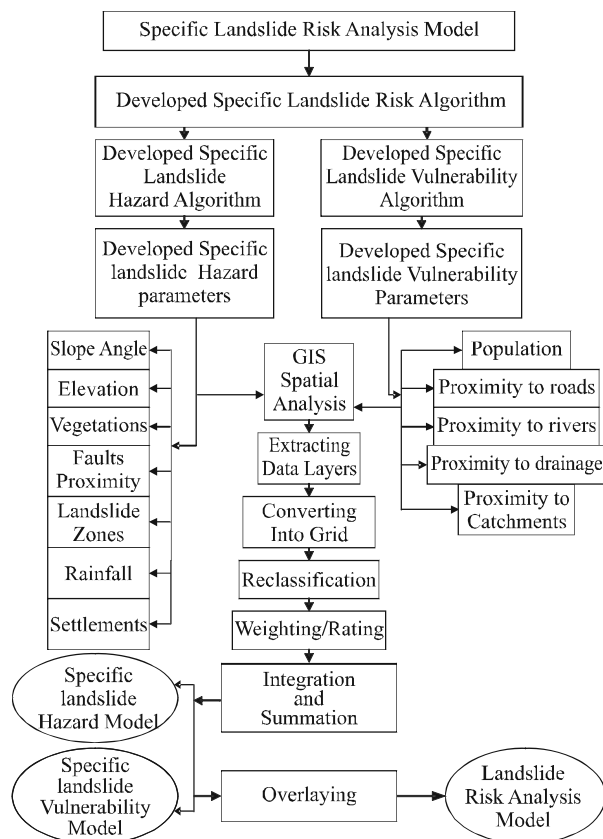 Specific Landslide Risk Analysis Model
Developed Specific Landslide Risk Algorithm
Developed Specific
Landslide
Hazard Algorithm
Developed Specific
Landslide Vulnerability
Algorithm
Developed Specific
landslide Hazard
parameters
Developed Specific
landslide Vulnerability
Parameters
Slope Angle
Elevation
Vegetations
Faults
Proximity
Landslide
Zones
Rainfall
Settlements
GIS
Spatial
Analysis
Extracting
Data Layers
Converting
Into Grid
Reclassification
Weighting/Rating
Integration
and
Summation
Population
Proximity to roads
Proximity to rivers
Proximity to drainage
Proximity to
Catchments
Specific
landslide
Hazard Model
Specific
landslide
Vulnerability
Model
Overlaying
Landslide
Risk Analysis
Model